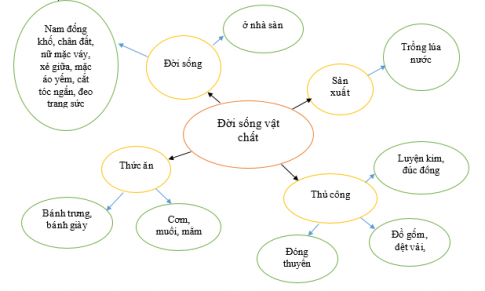 Nam đóng
khố, chân đất,
nữ mặc váy,
xẻ giữa, mặc
áo yếm, cắt
tóc ngắn, đeo
trang sức
Đời sống
ở nhà sàn
Sản
xuất
Trồng lúa
nước
Đời sống vật
chất
Thức ăn
Bánh trưng,
bánh giày
Cơm,
muối, mắm
Thủ công
Luyện kim,
đúc đồng
Đồ gốm,
dệt vải,
Đóng
thuyền